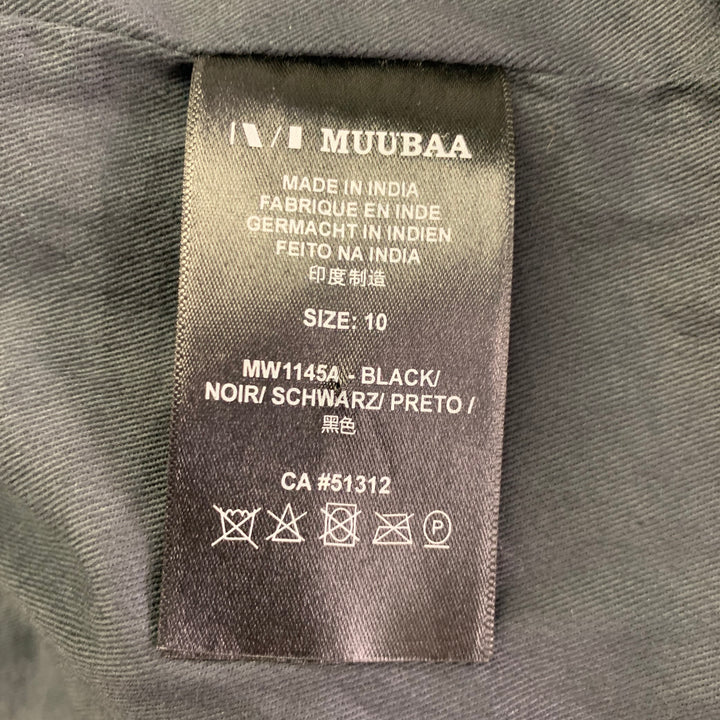 MUUBAA
MADE IN INDIA
FABRIQUE EN INDE
GERMACHT IN INDIEN
FEITO NA INDIA
印度制造
SIZE: 10
MW1145A - BLACK/
NOIR/ SCHWARZ/ PRETO /
黑色
CA #51312
P